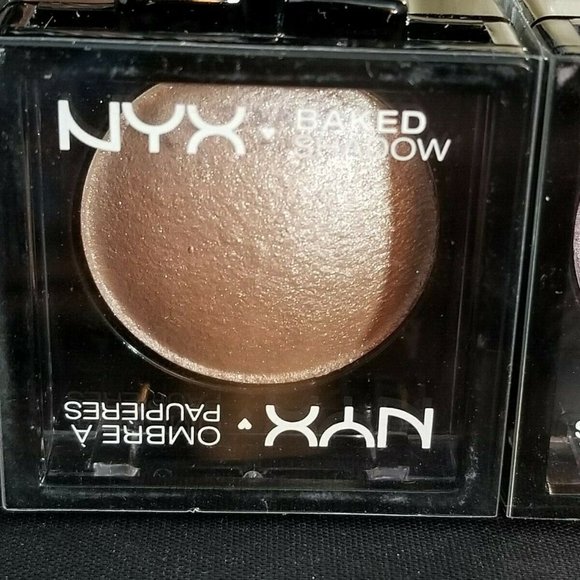 NYX
BAKED
SHADOW
NYX
OMBRE À
PAUPIÈRES